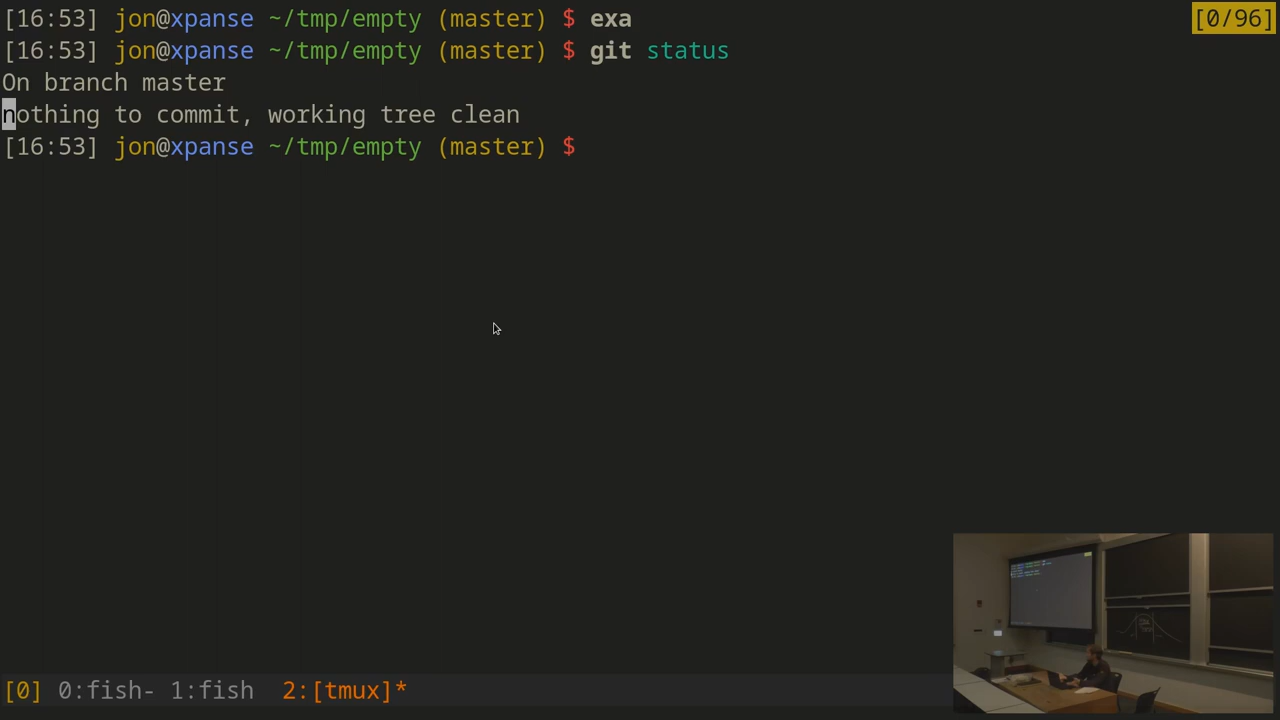 [16:53] jon@xpanse ~/tmp/empty (master) $ exa
[0/96]
[16:53] jon@xpanse ~/tmp/empty (master) $ git status
On branch master
nothing to commit, working tree clean
[16:53] jon@xpanse ~/tmp/empty (master) $
[0] 0:fish- 1:fish 2:[tmux]*